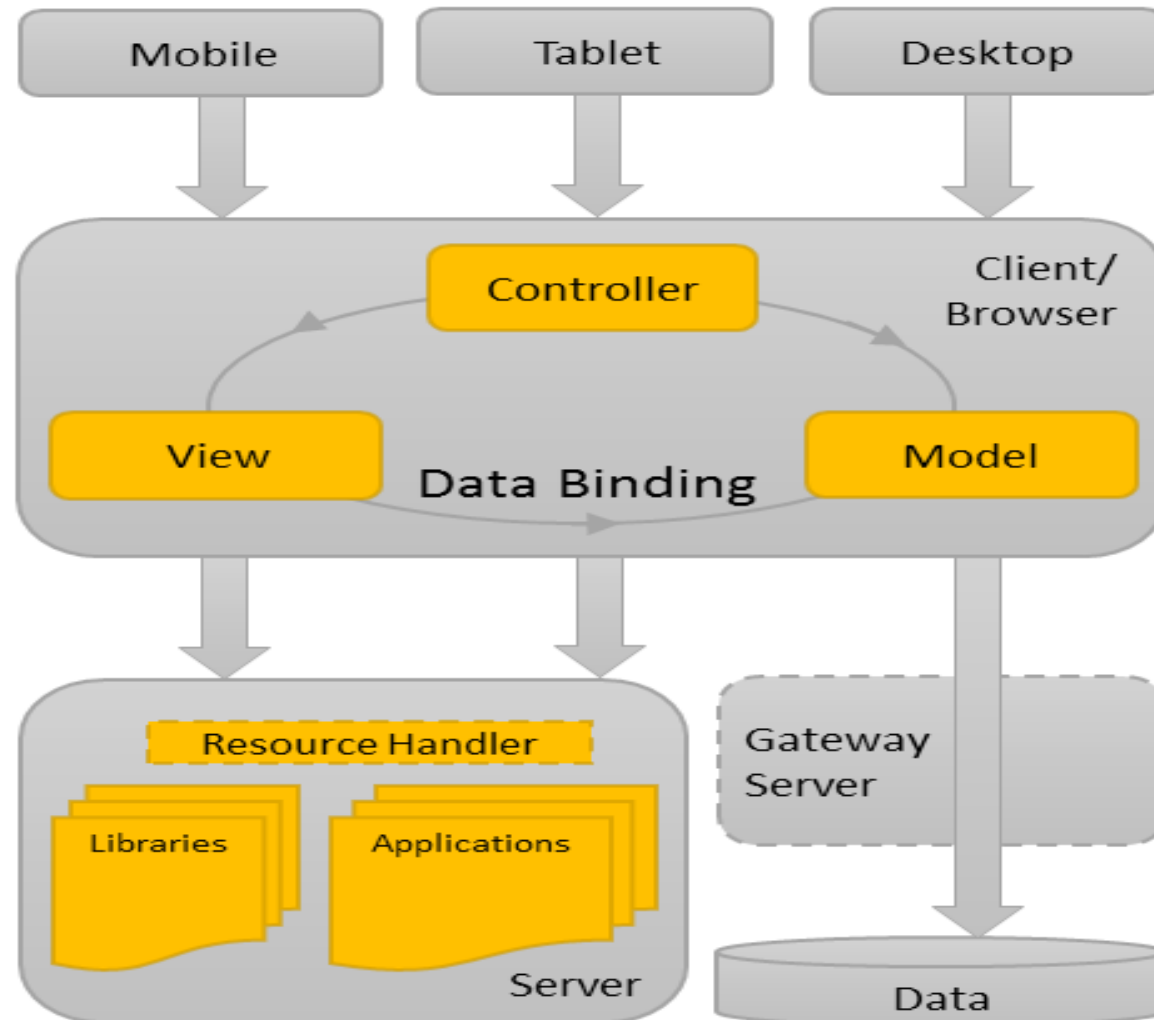 Mobile
Tablet
Desktop
Controller
Client/
Browser
View
Model
Data Binding
Resource Handler
Libraries
Applications
Server
Gateway
Server
Data